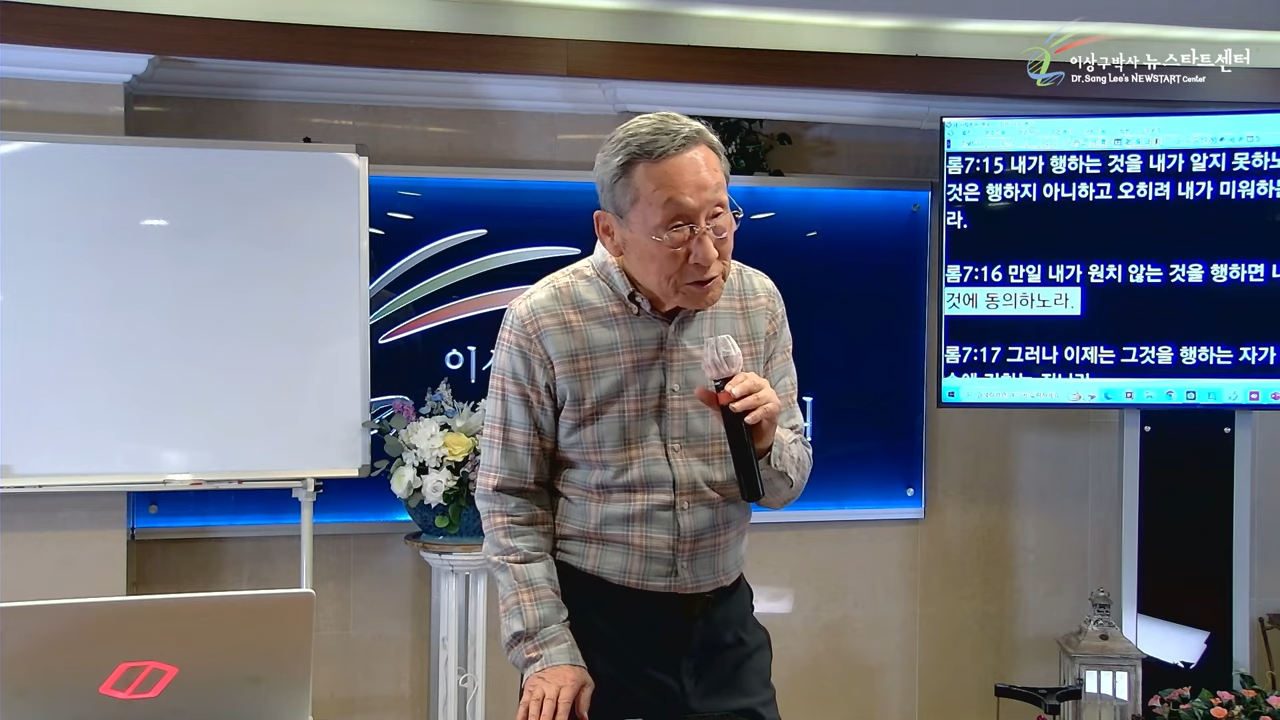 이상구박사 뉴스타트센터
Dr. Sang Lee's NEWSTART Center
롬7:15 내가 행하는 것을 내가 알지 못하노
것은 행하지 아니하고 오히려 내가 미워하는
라.
롬7:16 만일 내가 원치 않는 것을 행하면 내
것에 동의하노라.
롬7:17 그러나 이제는 그것을 행하는 자가
이상
H